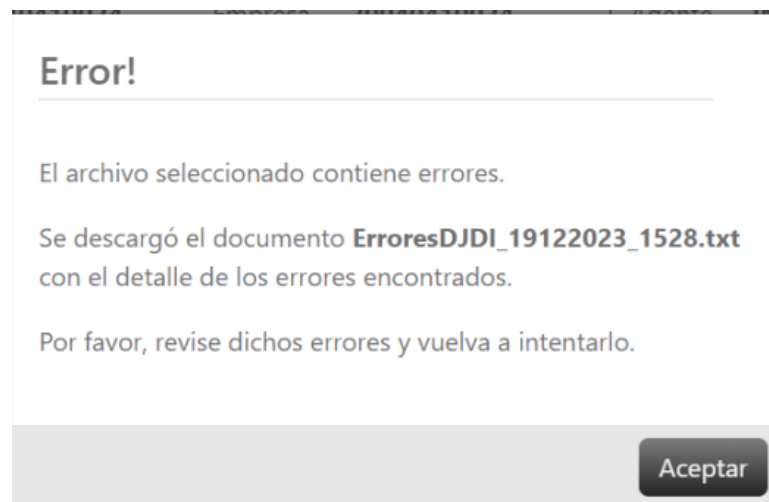 Error!
El archivo seleccionado contiene errores.
Se descargó el documento ErroresDJDI_19122023_1528.txt
con el detalle de los errores encontrados.
Por favor, revise dichos errores y vuelva a intentarlo.
Aceptar